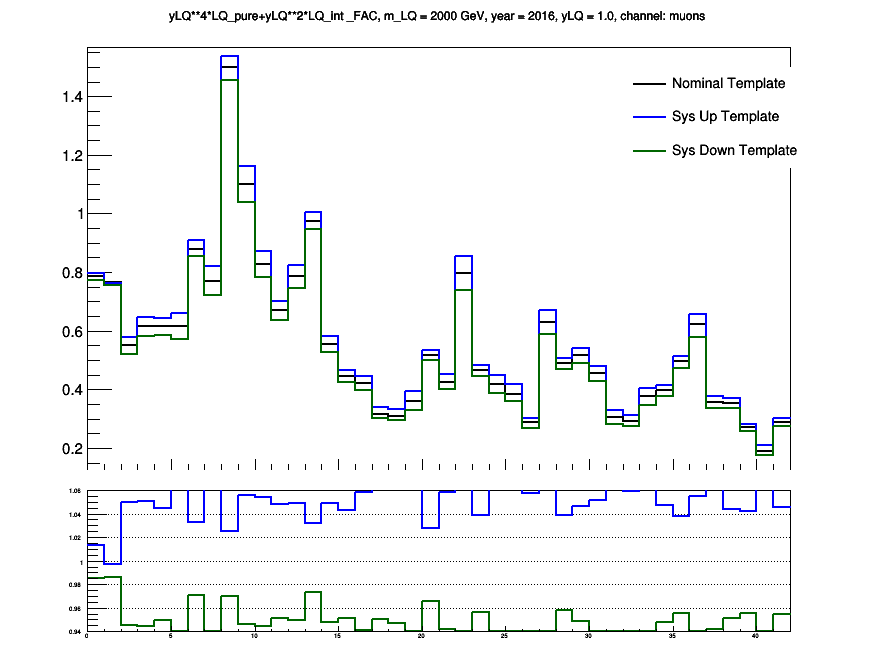 yLQ**4*LQ_pure+yLQ**2*LQ_int _FAC, m_LQ = 2000 GeV, year = 2016, yLQ = 1.0, channel: muons
Nominal Template
Sys Up Template
Sys Down Template
1.4
1.2
1
0.8
0.6
0.4
0.2
1.06
1.04
1.02
1
0.98
0.96
0.94
0 5 10 15 20 25 30 35 40